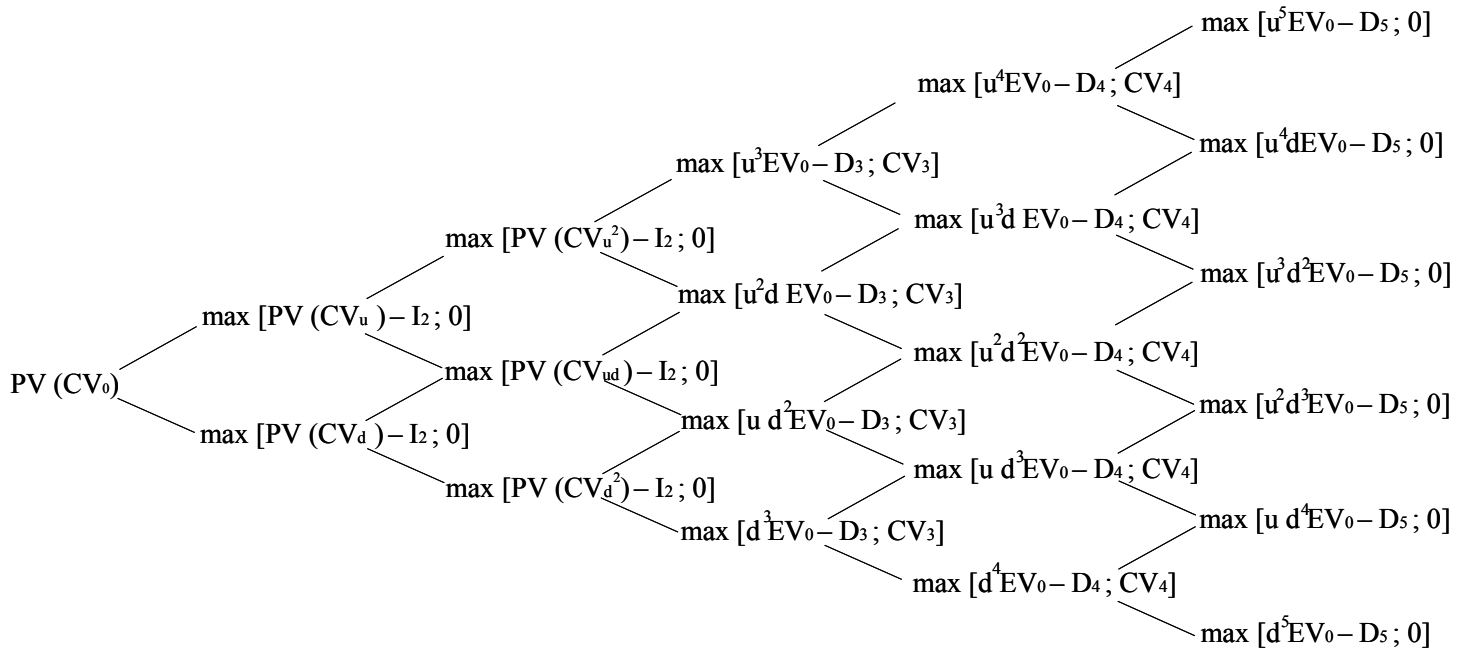 max [u⁵EV₀ – D₅ ; 0]
max [u⁴EV₀ – D₄ ; CV₄]
max [u⁴dEV₀ – D₅ ; 0]
max [u³EV₀ – D₃ ; CV₃]
max [u³d EV₀ – D₄ ; CV₄]
max [PV (CVu²) – I₂ ; 0]
max [u³d²EV₀ – D₅ ; 0]
max [u²d EV₀ – D₃ ; CV₃]
max [PV (CVu ) – I₂ ; 0]
max [u²d²EV₀ – D₄ ; CV₄]
PV (CV₀)
max [PV (CVud) – I₂ ; 0]
max [u²d³EV₀ – D₅ ; 0]
max [u d²EV₀ – D₃ ; CV₃]
max [PV (CVd ) – I₂ ; 0]
max [u d³EV₀ – D₄ ; CV₄]
max [PV (CVd²) – I₂ ; 0]
max [u d⁴EV₀ – D₅ ; 0]
max [d³EV₀ – D₃ ; CV₃]
max [d⁴EV₀ – D₄ ; CV₄]
max [d⁵EV₀ – D₅ ; 0]